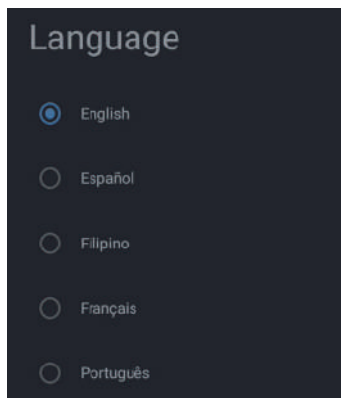 Language
English
Español
Filipino
Français
Português